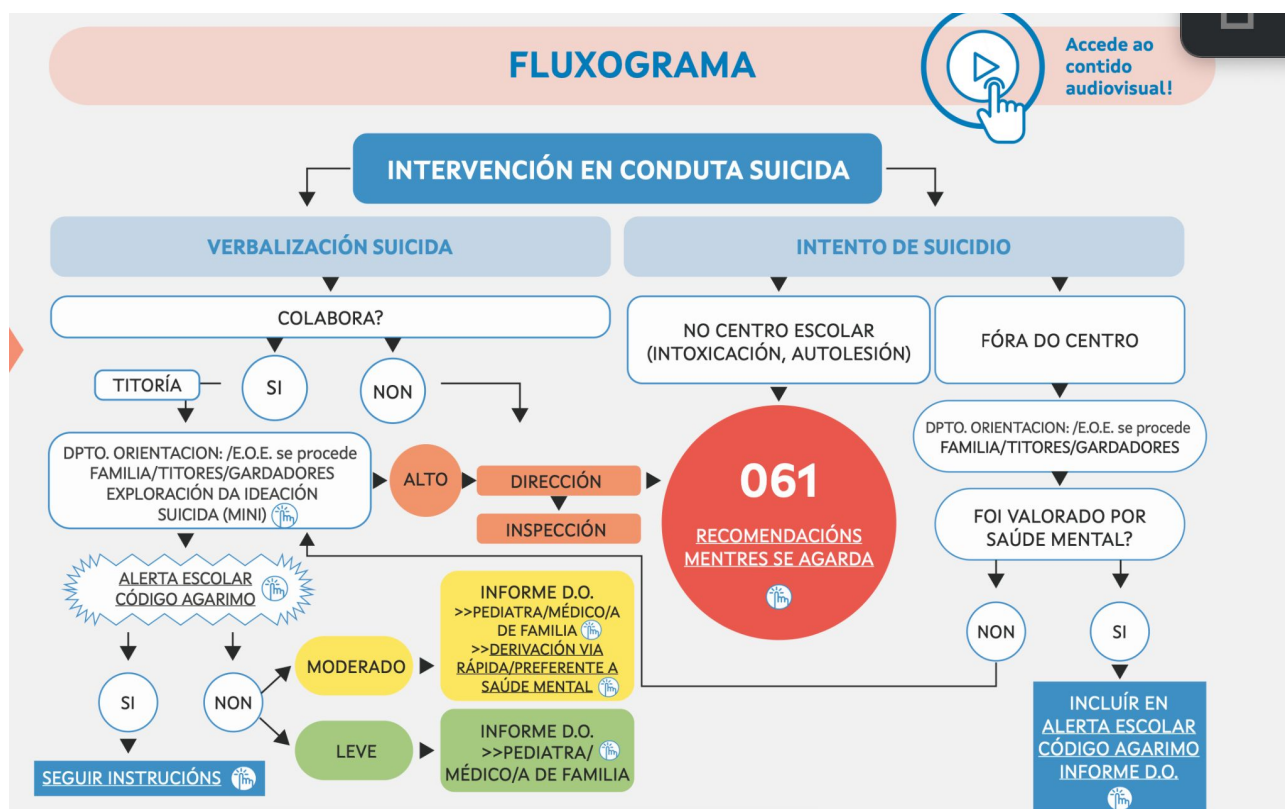 FLUXOGRAMA
Accede ao
contido
audiovisual!
INTERVENCIÓN EN CONDUTA SUICIDA
VERBALIZACIÓN SUICIDA
INTENTO DE SUICIDIO
COLABORA?
NO CENTRO ESCOLAR
(INTOXICACIÓN, AUTOLESIÓN)
FÓRA DO CENTRO
TITORÍA
SI
NON
DPTO. ORIENTACION: /E.O.E. se procede
FAMILIA/TITORES/GARDADORES
EXPLORACIÓN DA IDEACIÓN
SUICIDA (MINI)
ALTO
DIRECCIÓN
INSPECCIÓN
061
RECOMENDACIÓNS
MENTRES SE AGARDA
DPTO. ORIENTACION: /E.O.E. se procede
FAMILIA/TITORES/GARDADORES
FOI VALORADO POR
SAÚDE MENTAL?
ALERTA ESCOLAR
CÓDIGO AGARIMO
SI
NON
MODERADO
INFORME D.O.
>>PEDIATRA/MÉDICO/A
DE FAMILIA
>>DERIVACIÓN VIA
RÁPIDA/PREFERENTE A
SAÚDE MENTAL
LEVE
INFORME D.O.
>>PEDIATRA/
MÉDICO/A DE FAMILIA
SEGUIR INSTRUCIÓNS
NON
SI
INCLUÍR EN
ALERTA ESCOLAR
CÓDIGO AGARIMO
INFORME D.O.